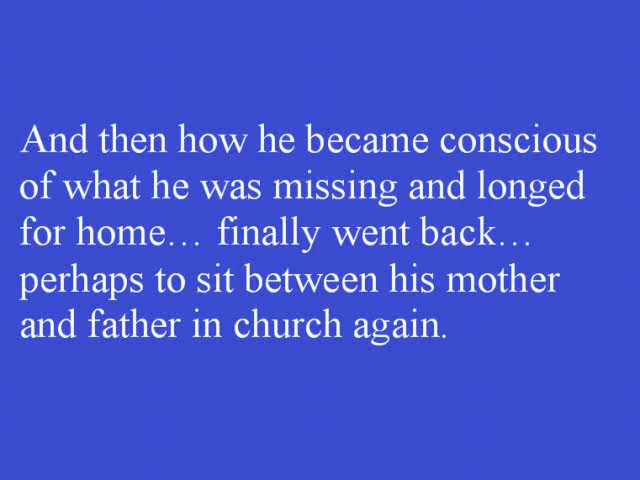 And then how he became conscious
of what he was missing and longed
for home… finally went back…
perhaps to sit between his mother
and father in church again.